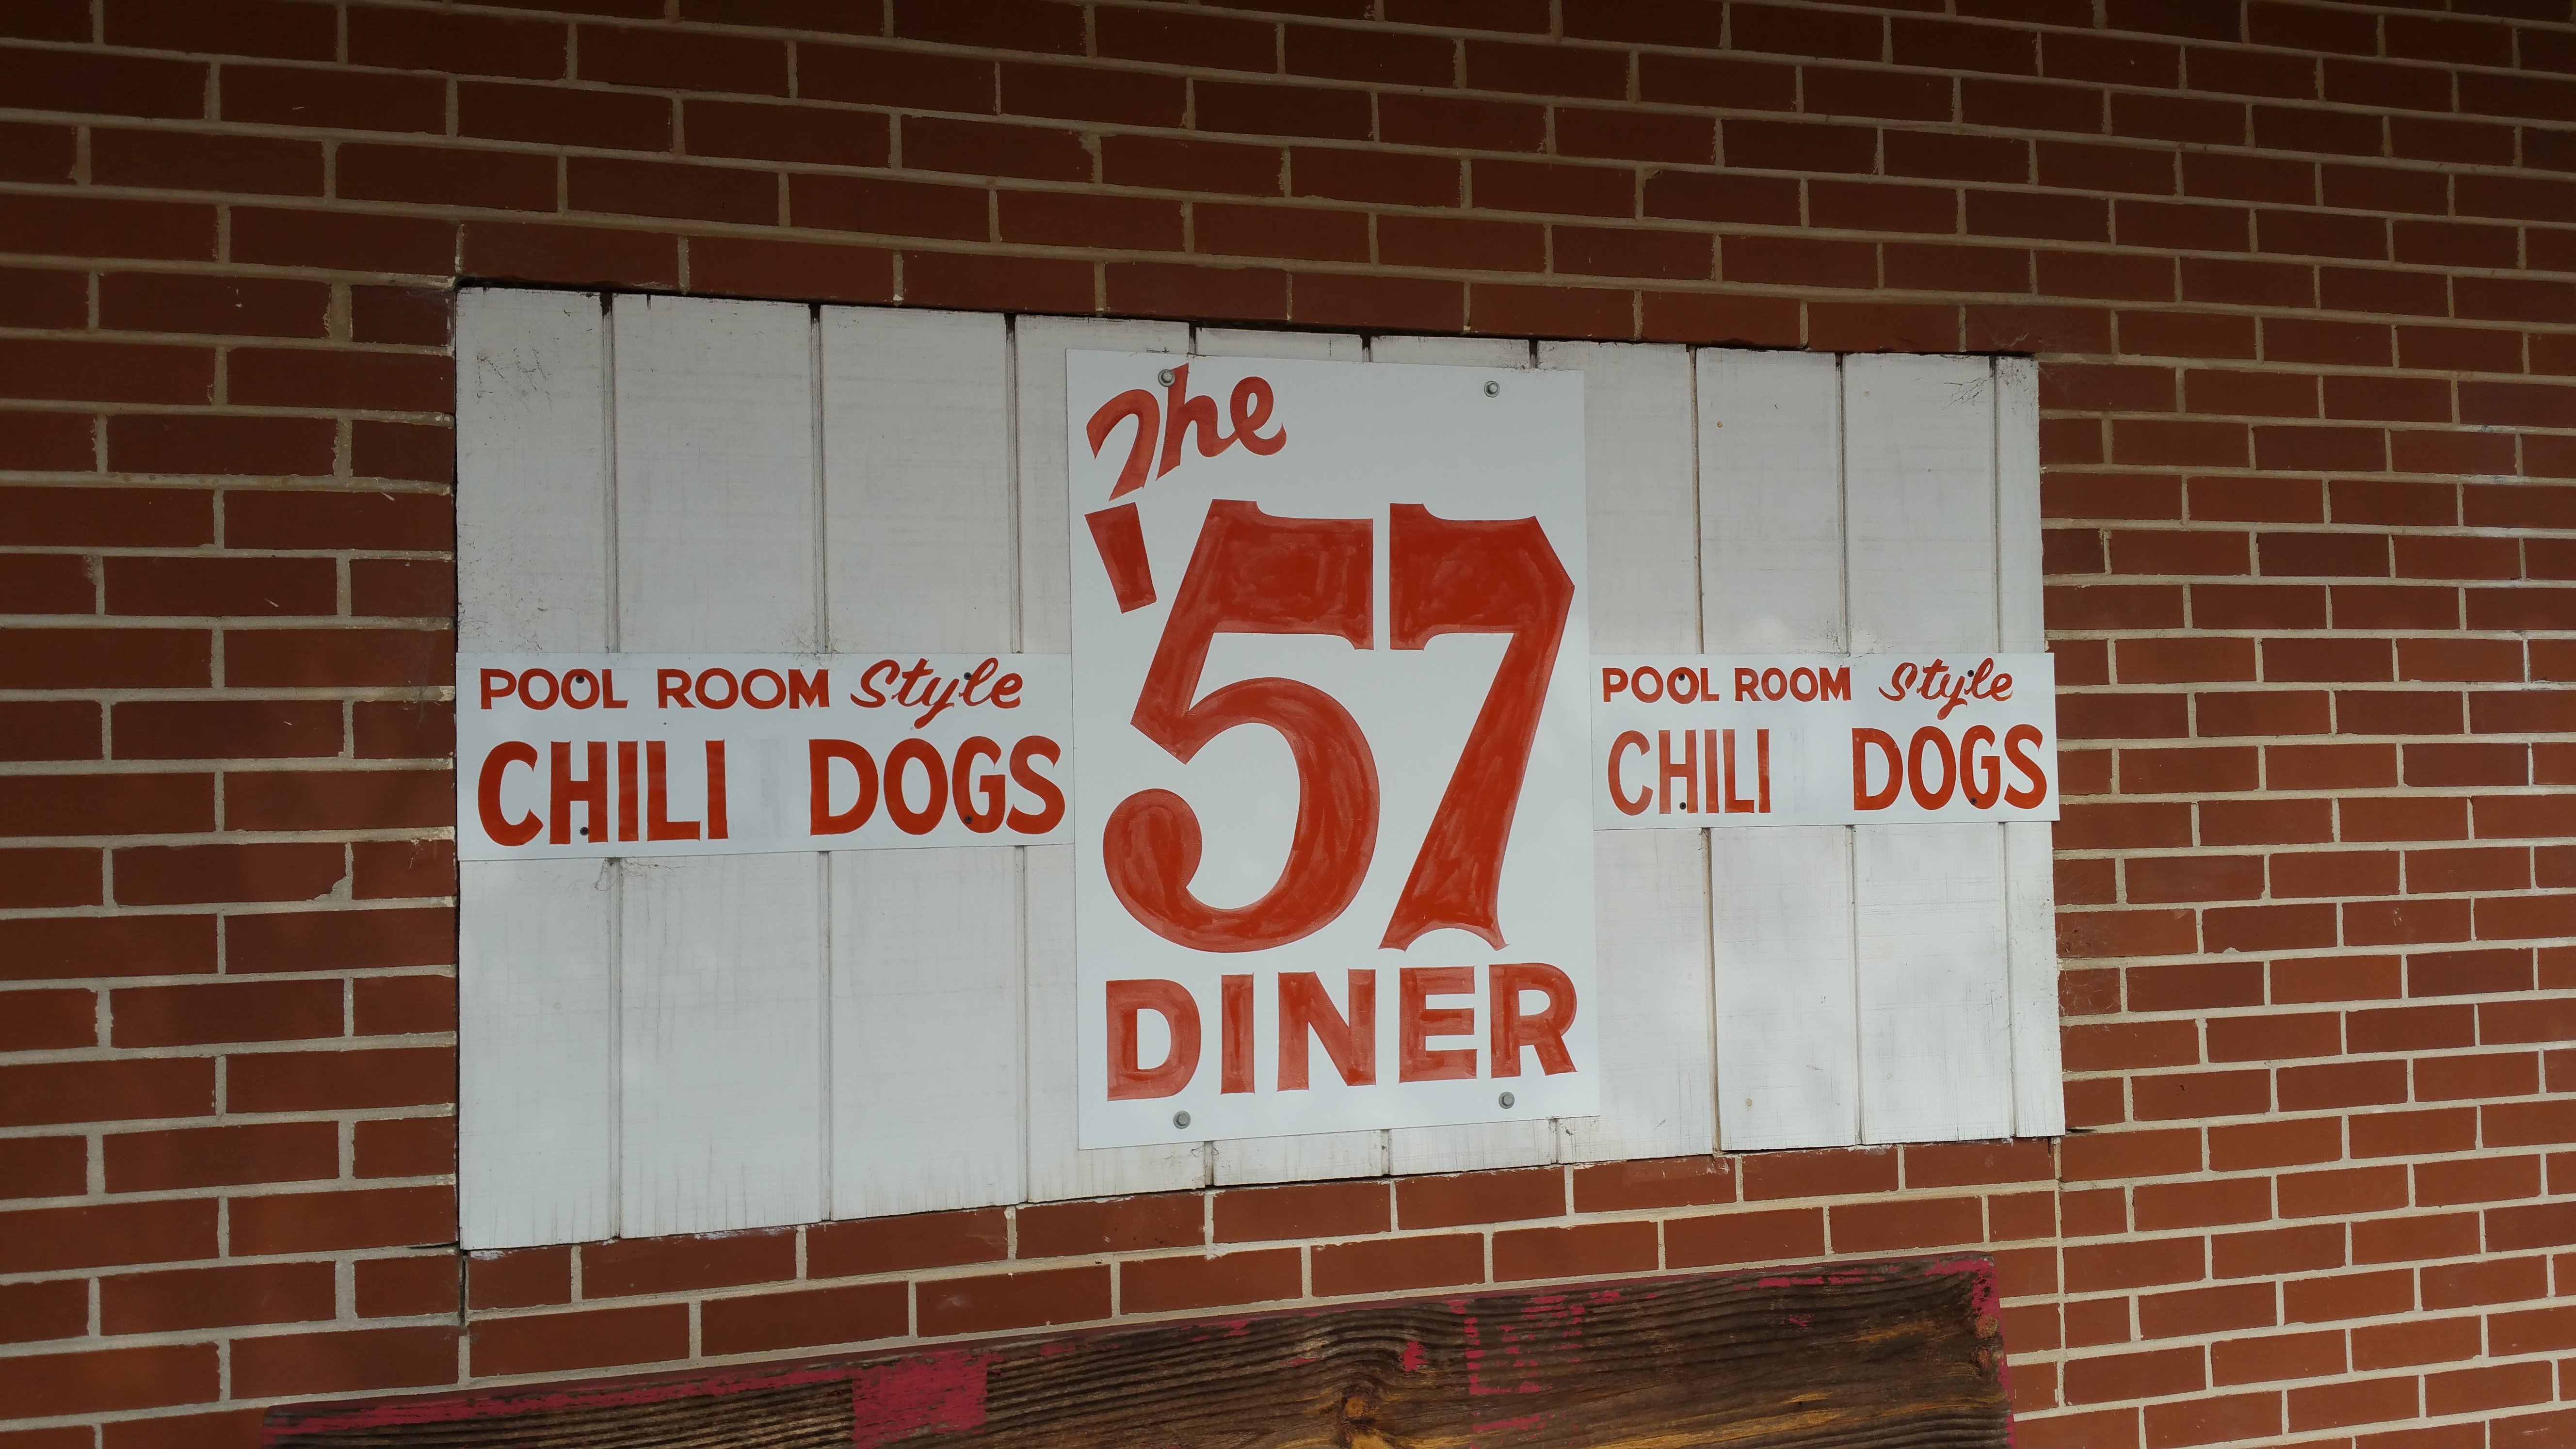 The
'57
DINER
POOL ROOM Style
CHILI DOGS
POOL ROOM Style
CHILI DOGS